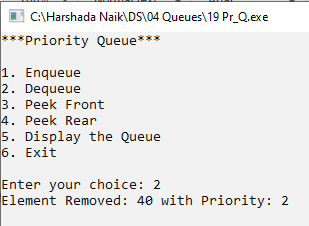 C:\Harshada Naik\DS\04 Queues\19 Pr_Q.exe
***Priority Queue***
1. Enqueue
2. Dequeue
3. Peek Front
4. Peek Rear
5. Display the Queue
6. Exit
Enter your choice: 2
Element Removed: 40 with Priority: 2